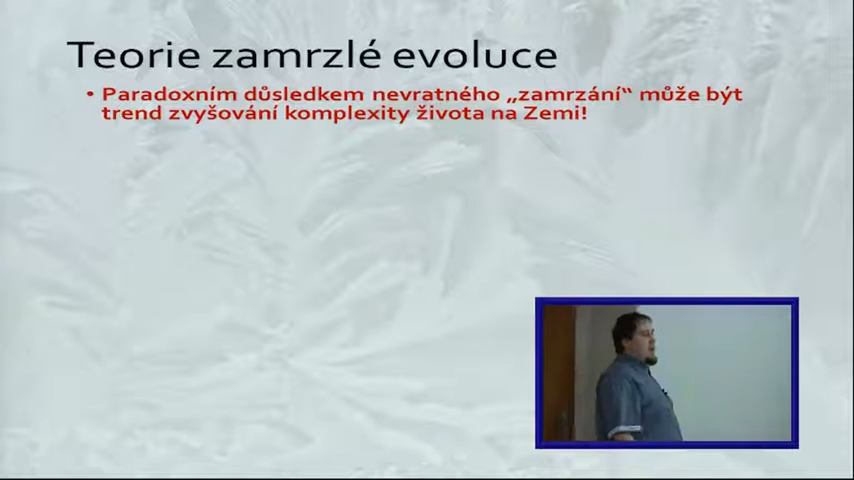 Teorie zamrzlé evoluce
• Paradoxním důsledkem nevratného „zamrzání“ může být
trend zvyšování komplexity života na Zemi!